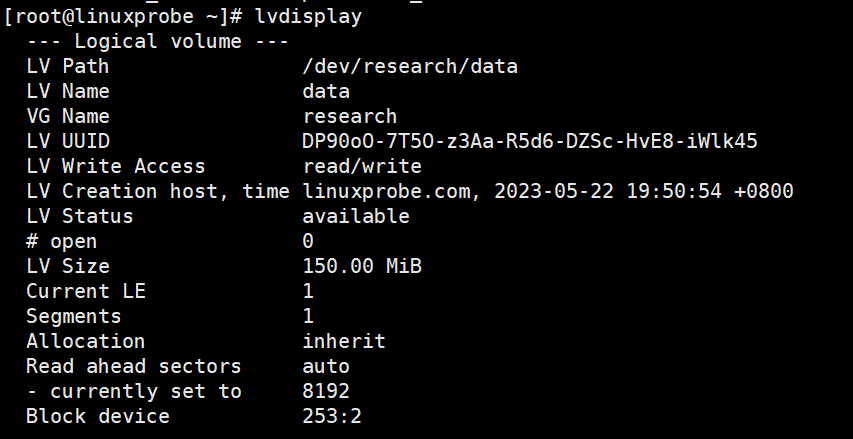 [root@linuxprobe ~]# lvdisplay
--- Logical volume ---
LV Path /dev/research/data
LV Name data
VG Name research
LV UUID DP90oO-7T5O-z3Aa-R5d6-DZSc-HvE8-iWlk45
LV Write Access read/write
LV Creation host, time linuxprobe.com, 2023-05-22 19:50:54 +0800
LV Status available
# open 0
LV Size 150.00 MiB
Current LE 1
Segments 1
Allocation inherit
Read ahead sectors auto
- currently set to 8192
Block device 253:2